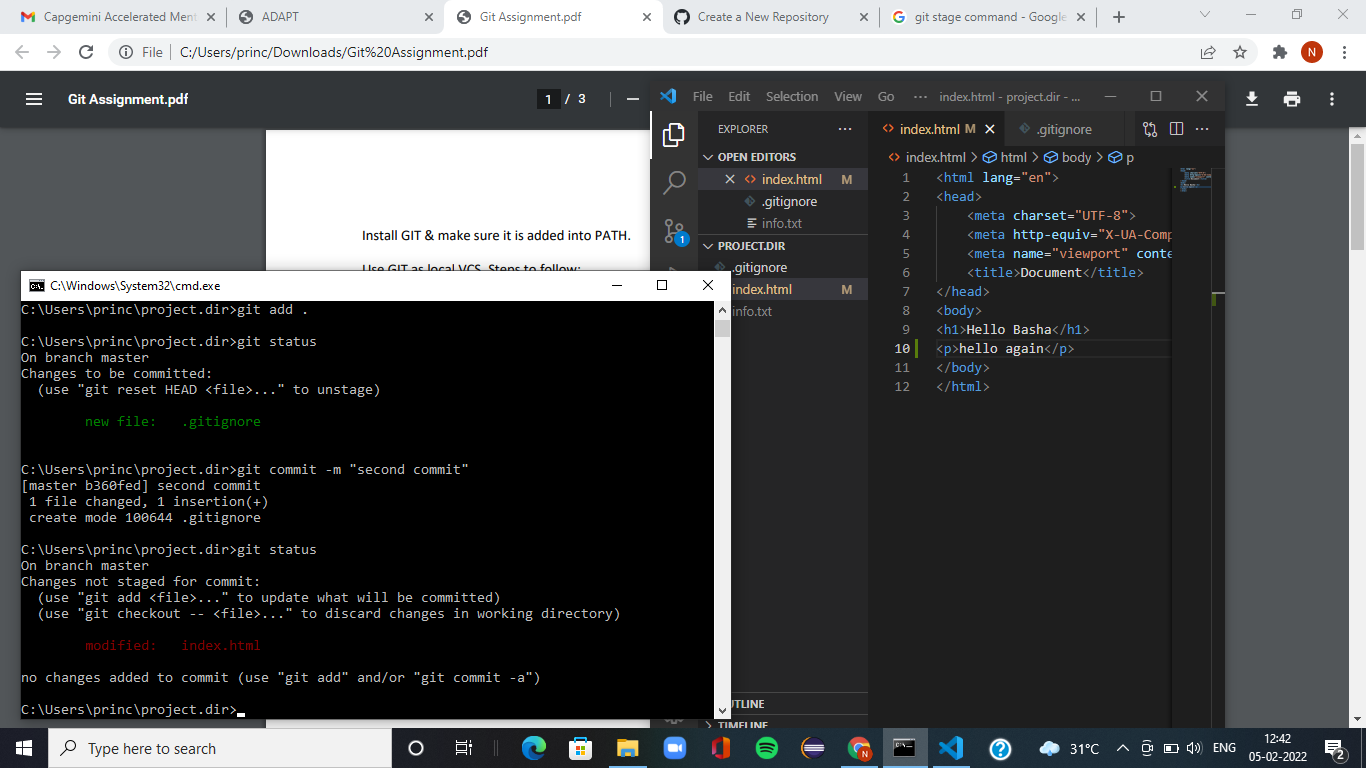 Capgemini Accelerated Ment
ADAPT
Git Assignment.pdf
Create a New Repository
git stage command - Google
File
C:/Users/princ/Downloads/Git%20Assignment.pdf
N
Git Assignment.pdf
1 / 3
Install GIT & make sure it is added into PATH.
Use GIT as local VCS. Steps to follow:
File Edit Selection View Go ··· index.html - project.dir - ...
EXPLORER
OPEN EDITORS
index.html M
.gitignore
info.txt
PROJECT.DIR
.gitignore
index.html M
info.txt
OUTLINE
TIMELINE
1
index.html M
.gitignore
index.html > html > body > p
1 <html lang="en">
2 <head>
3 <meta charset="UTF-8">
4 <meta http-equiv="X-UA-Comp
5 <meta name="viewport" conte
6 <title>Document</title>
7 </head>
8 <body>
9 <h1>Hello Basha</h1>
10 <p>hello again</p>
11 </body>
12 </html>
C:\Windows\System32\cmd.exe
C:\Users\princ\project.dir>git add .
C:\Users\princ\project.dir>git status
On branch master
Changes to be committed:
(use "git reset HEAD <file>..." to unstage)
new file: .gitignore
C:\Users\princ\project.dir>git commit -m "second commit"
[master b360fed] second commit
1 file changed, 1 insertion(+)
create mode 100644 .gitignore
C:\Users\princ\project.dir>git status
On branch master
Changes not staged for commit:
(use "git add <file>..." to update what will be committed)
(use "git checkout -- <file>..." to discard changes in working directory)
modified: index.html
no changes added to commit (use "git add" and/or "git commit -a")
C:\Users\princ\project.dir>
Type here to search
31°C
ENG
12:42
05-02-2022
2